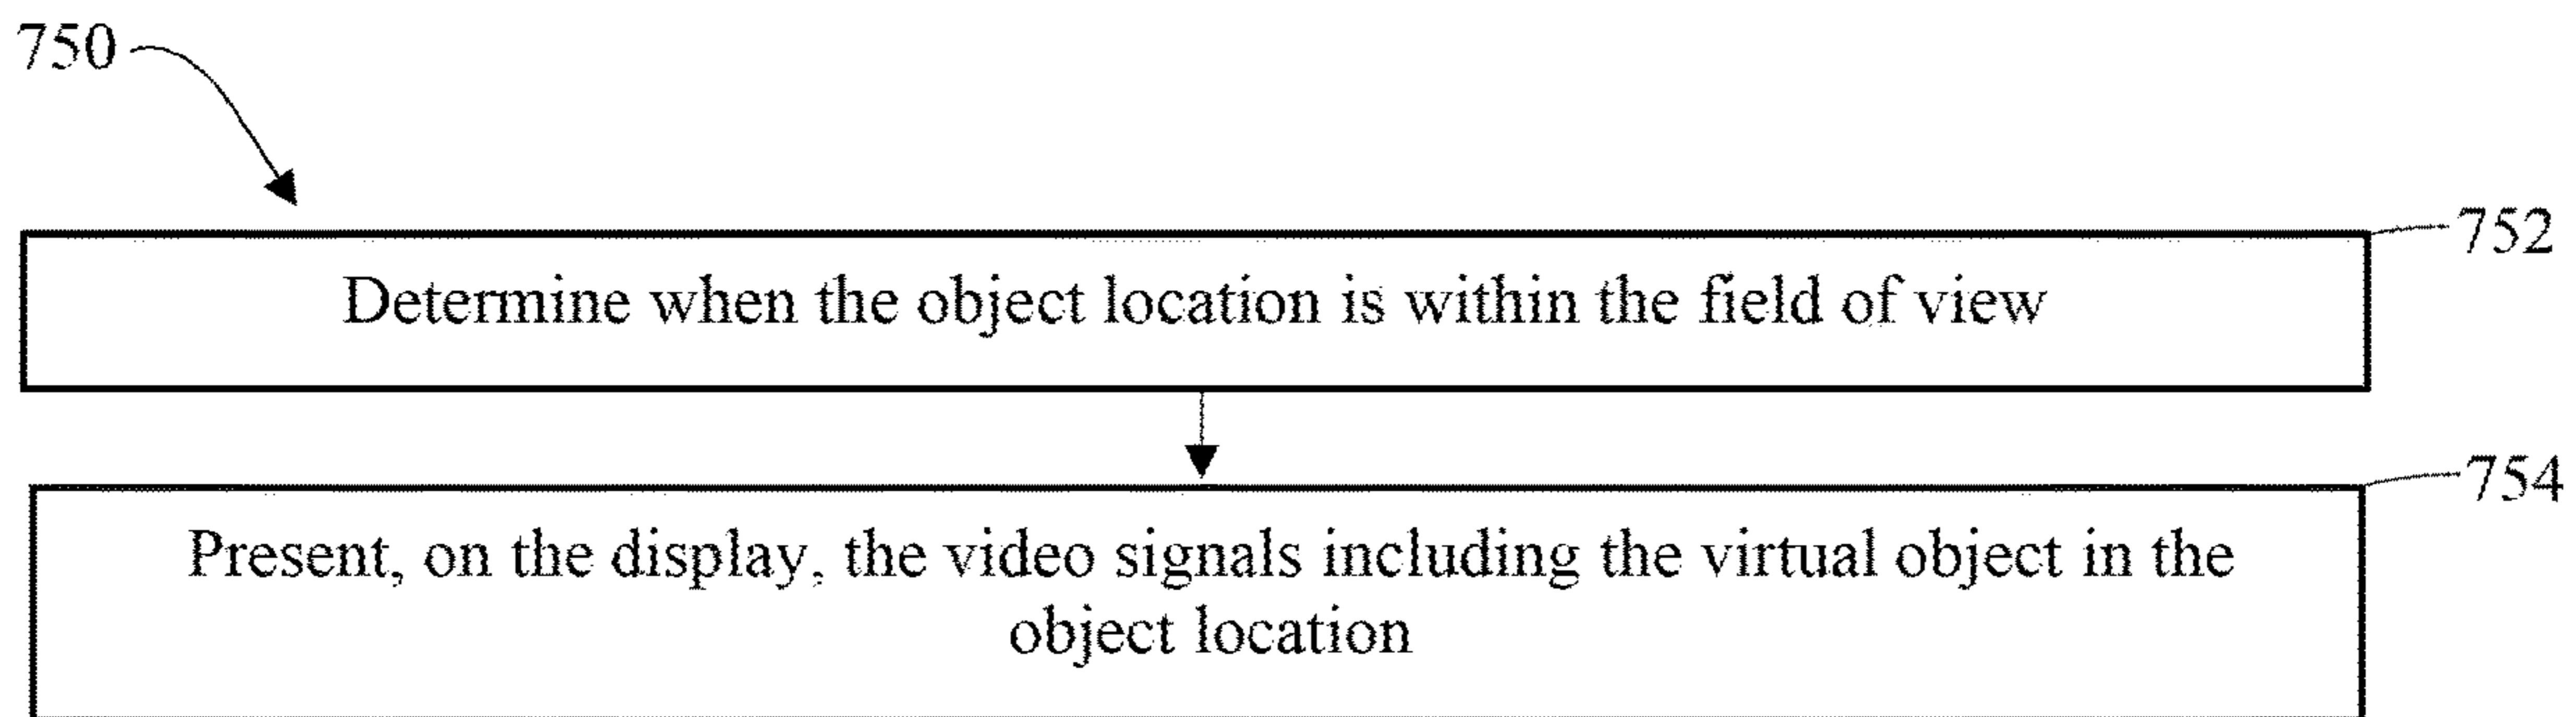 750
752
Determine when the object location is within the field of view
754
Present, on the display, the video signals including the virtual object in the
object location